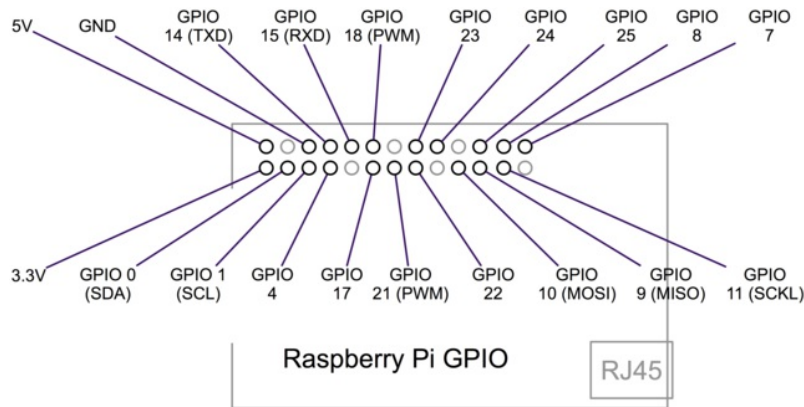 5V
GND
GPIO
14 (TXD)
GPIO
15 (RXD)
GPIO
18 (PWM)
GPIO
23
GPIO
24
GPIO
25
GPIO
8
GPIO
7
3.3V
GPIO 0
(SDA)
GPIO 1
(SCL)
GPIO
4
GPIO
17
GPIO
21 (PWM)
GPIO
22
GPIO
10 (MOSI)
GPIO
9 (MISO)
GPIO
11 (SCKL)
Raspberry Pi GPIO
RJ45